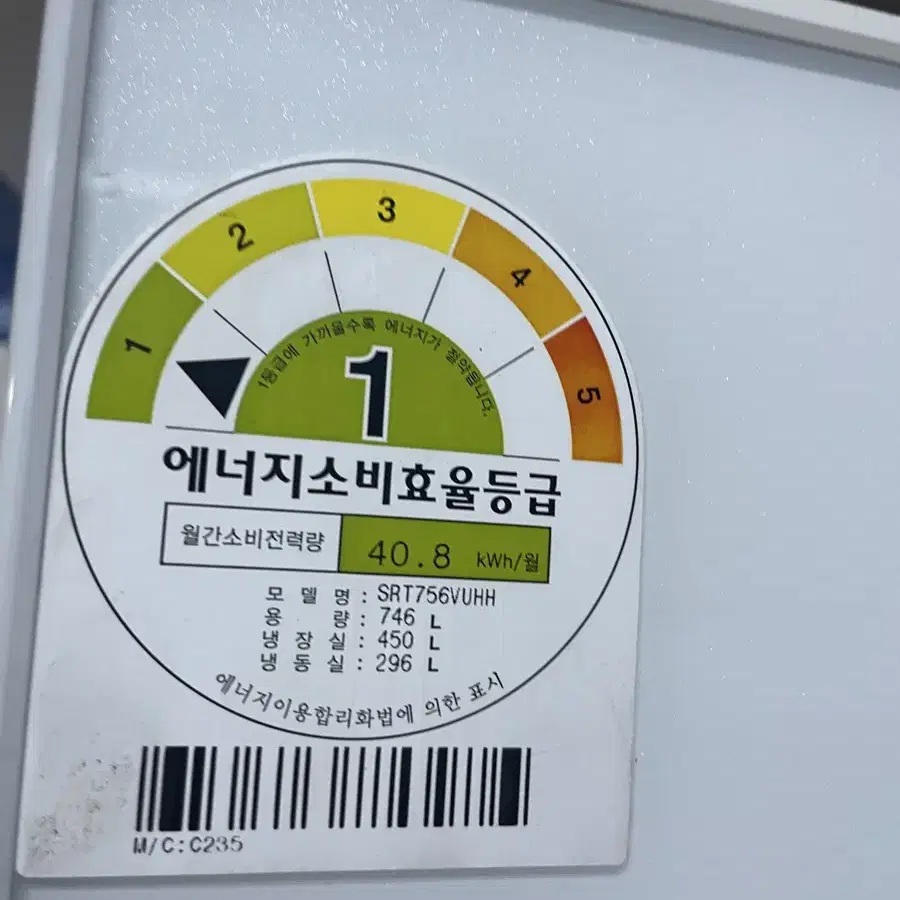 1
2
3
4
5
1등급에 가까울수록 에너지가 절약됩니다.
1
에너지소비효율등급
월간소비전력량 40.8 kWh/월
모델명 : SRT756VUHH
용량 : 746 L
냉장실 : 450 L
냉동실 : 296 L
에너지이용합리화법에 의한 표시
M/C:C235